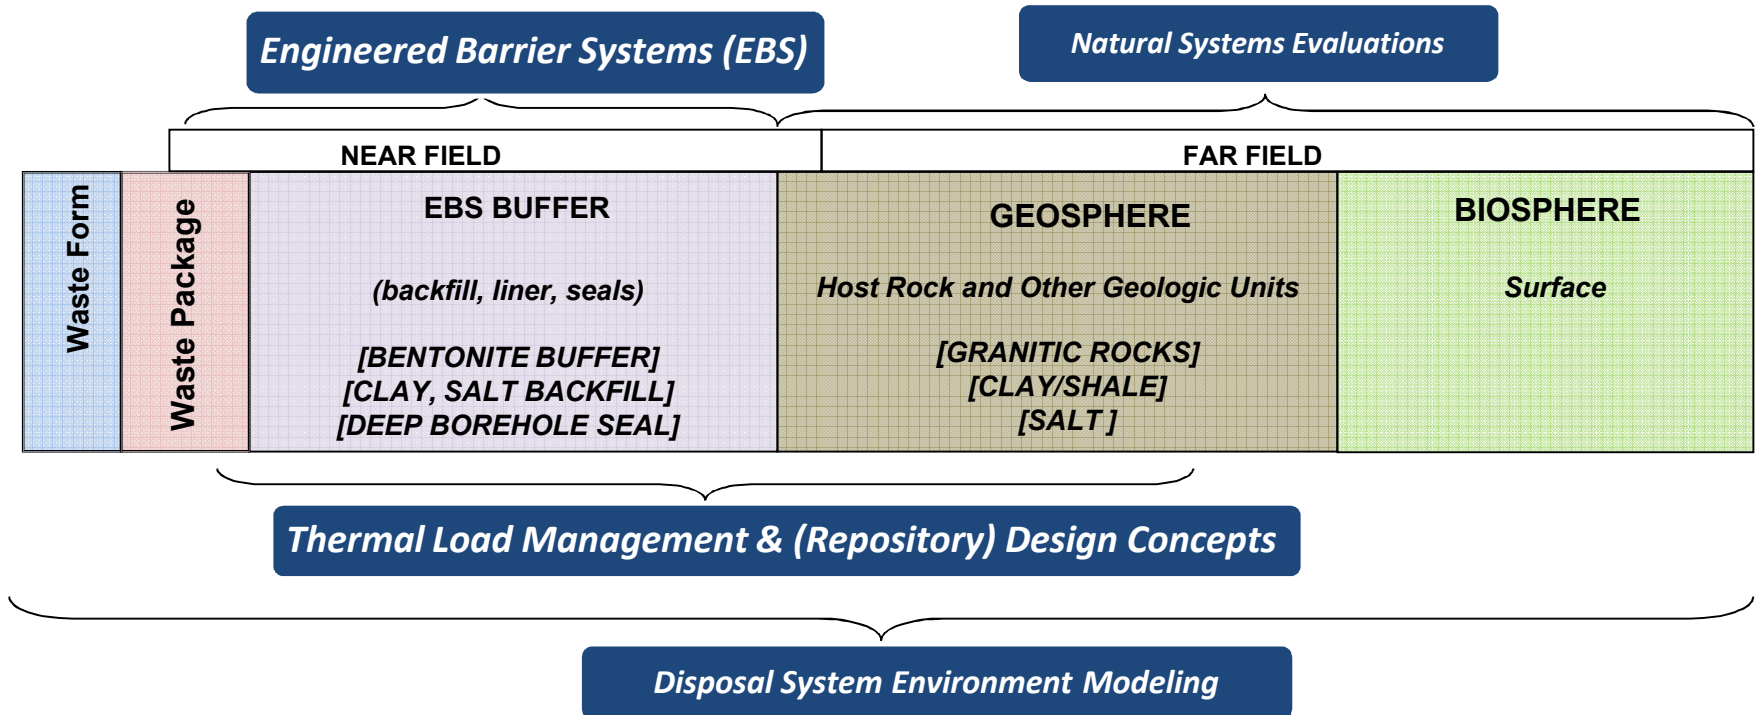 Engineered Barrier Systems (EBS)
Natural Systems Evaluations
NEAR FIELD
FAR FIELD
Waste Form
Waste Package
EBS BUFFER
(backfill, liner, seals)
[BENTONITE BUFFER]
[CLAY, SALT BACKFILL]
[DEEP BOREHOLE SEAL]
GEOSPHERE
Host Rock and Other Geologic Units
[GRANITIC ROCKS]
[CLAY/SHALE]
[SALT ]
BIOSPHERE
Surface
Thermal Load Management & (Repository) Design Concepts
Disposal System Environment Modeling